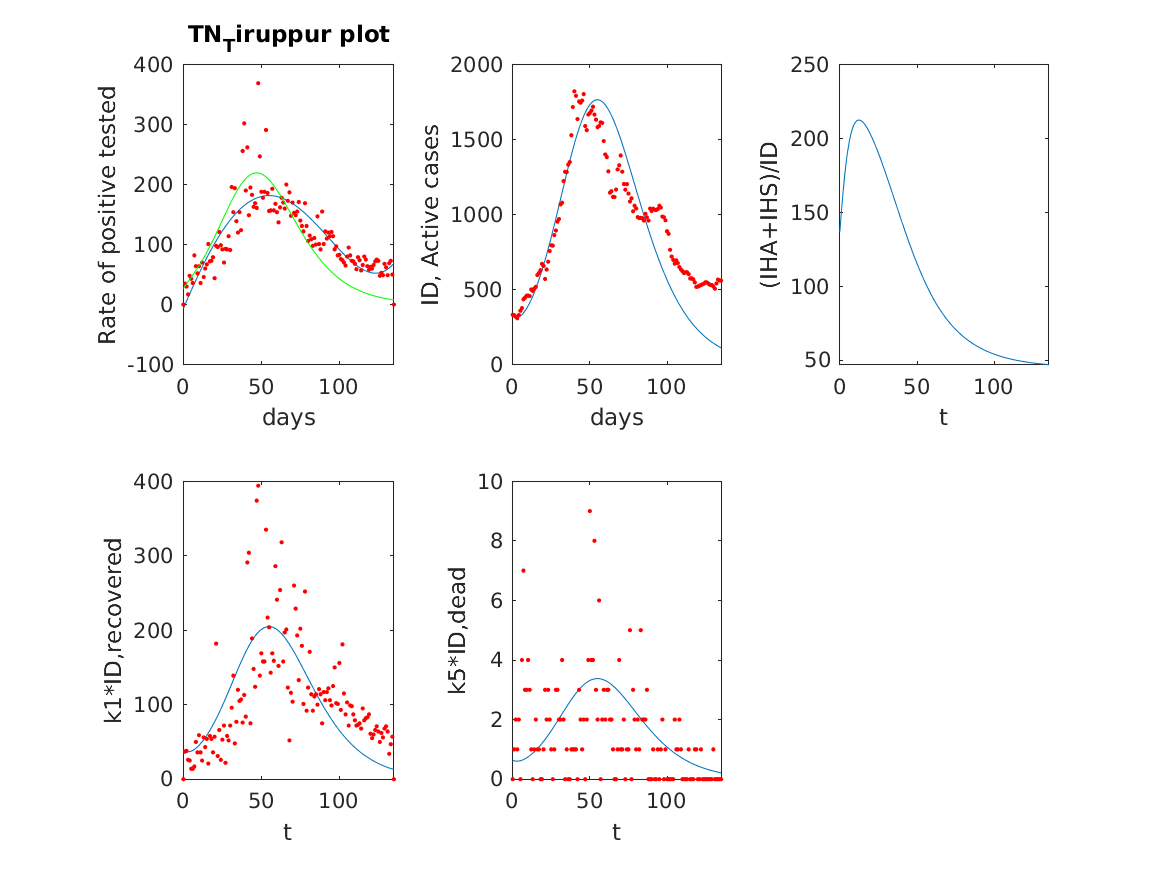 TN_Tiruppur plot
400
300
200
100
0
-100
Rate of positive tested
0 50 100
days
2000
1500
1000
500
0
ID, Active cases
0 50 100
days
250
200
150
100
50
(IHA+IHS)/ID
0 50 100
t
400
300
200
100
0
k1*ID,recovered
0 50 100
t
10
8
6
4
2
0
k5*ID,dead
0 50 100
t